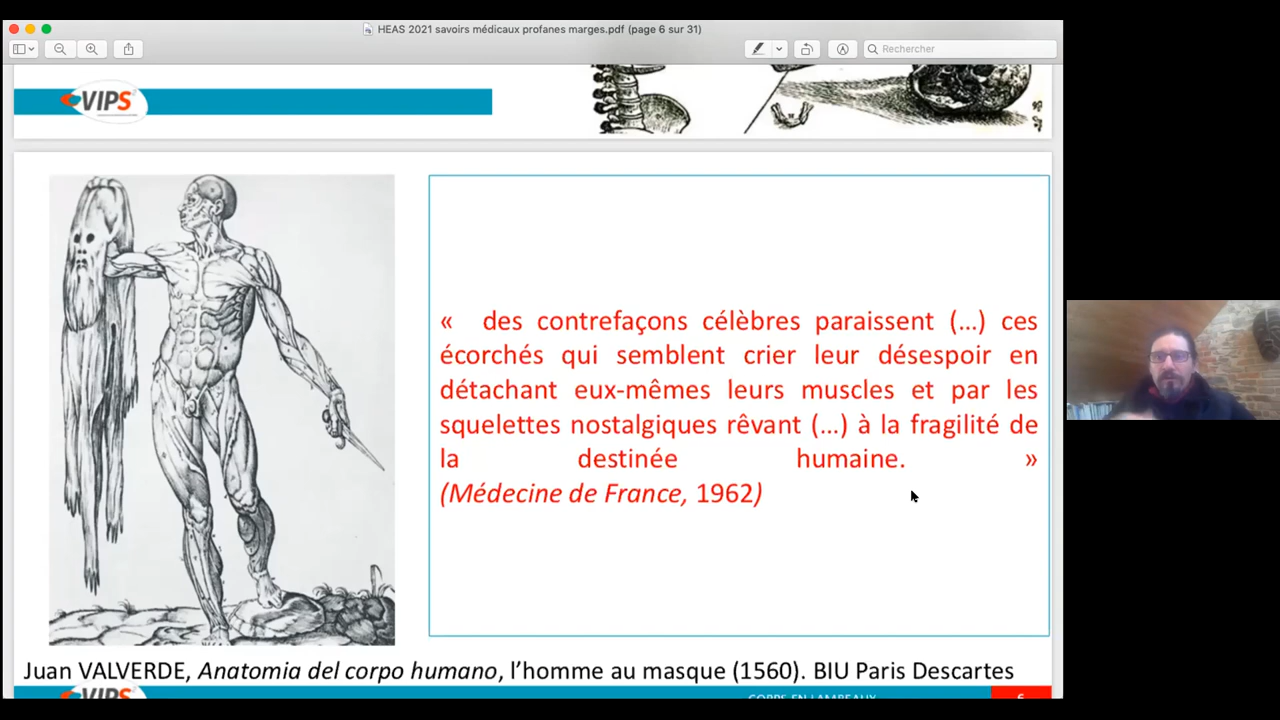 HEAS 2021 savoirs médicaux profanes marges.pdf (page 6 sur 31)
Rechercher
VIPS
« des contrefaçons célèbres paraissent (...) ces
écorchés qui semblent crier leur désespoir en
détachant eux-mêmes leurs muscles et par les
squelettes nostalgiques rêvant (...) à la fragilité de
la destinée humaine. »
(Médecine de France, 1962)
Juan VALVERDE, Anatomia del corpo humano, l’homme au masque (1560). BIU Paris Descartes
VIPS
CORPS EN LAMBEAUX
6